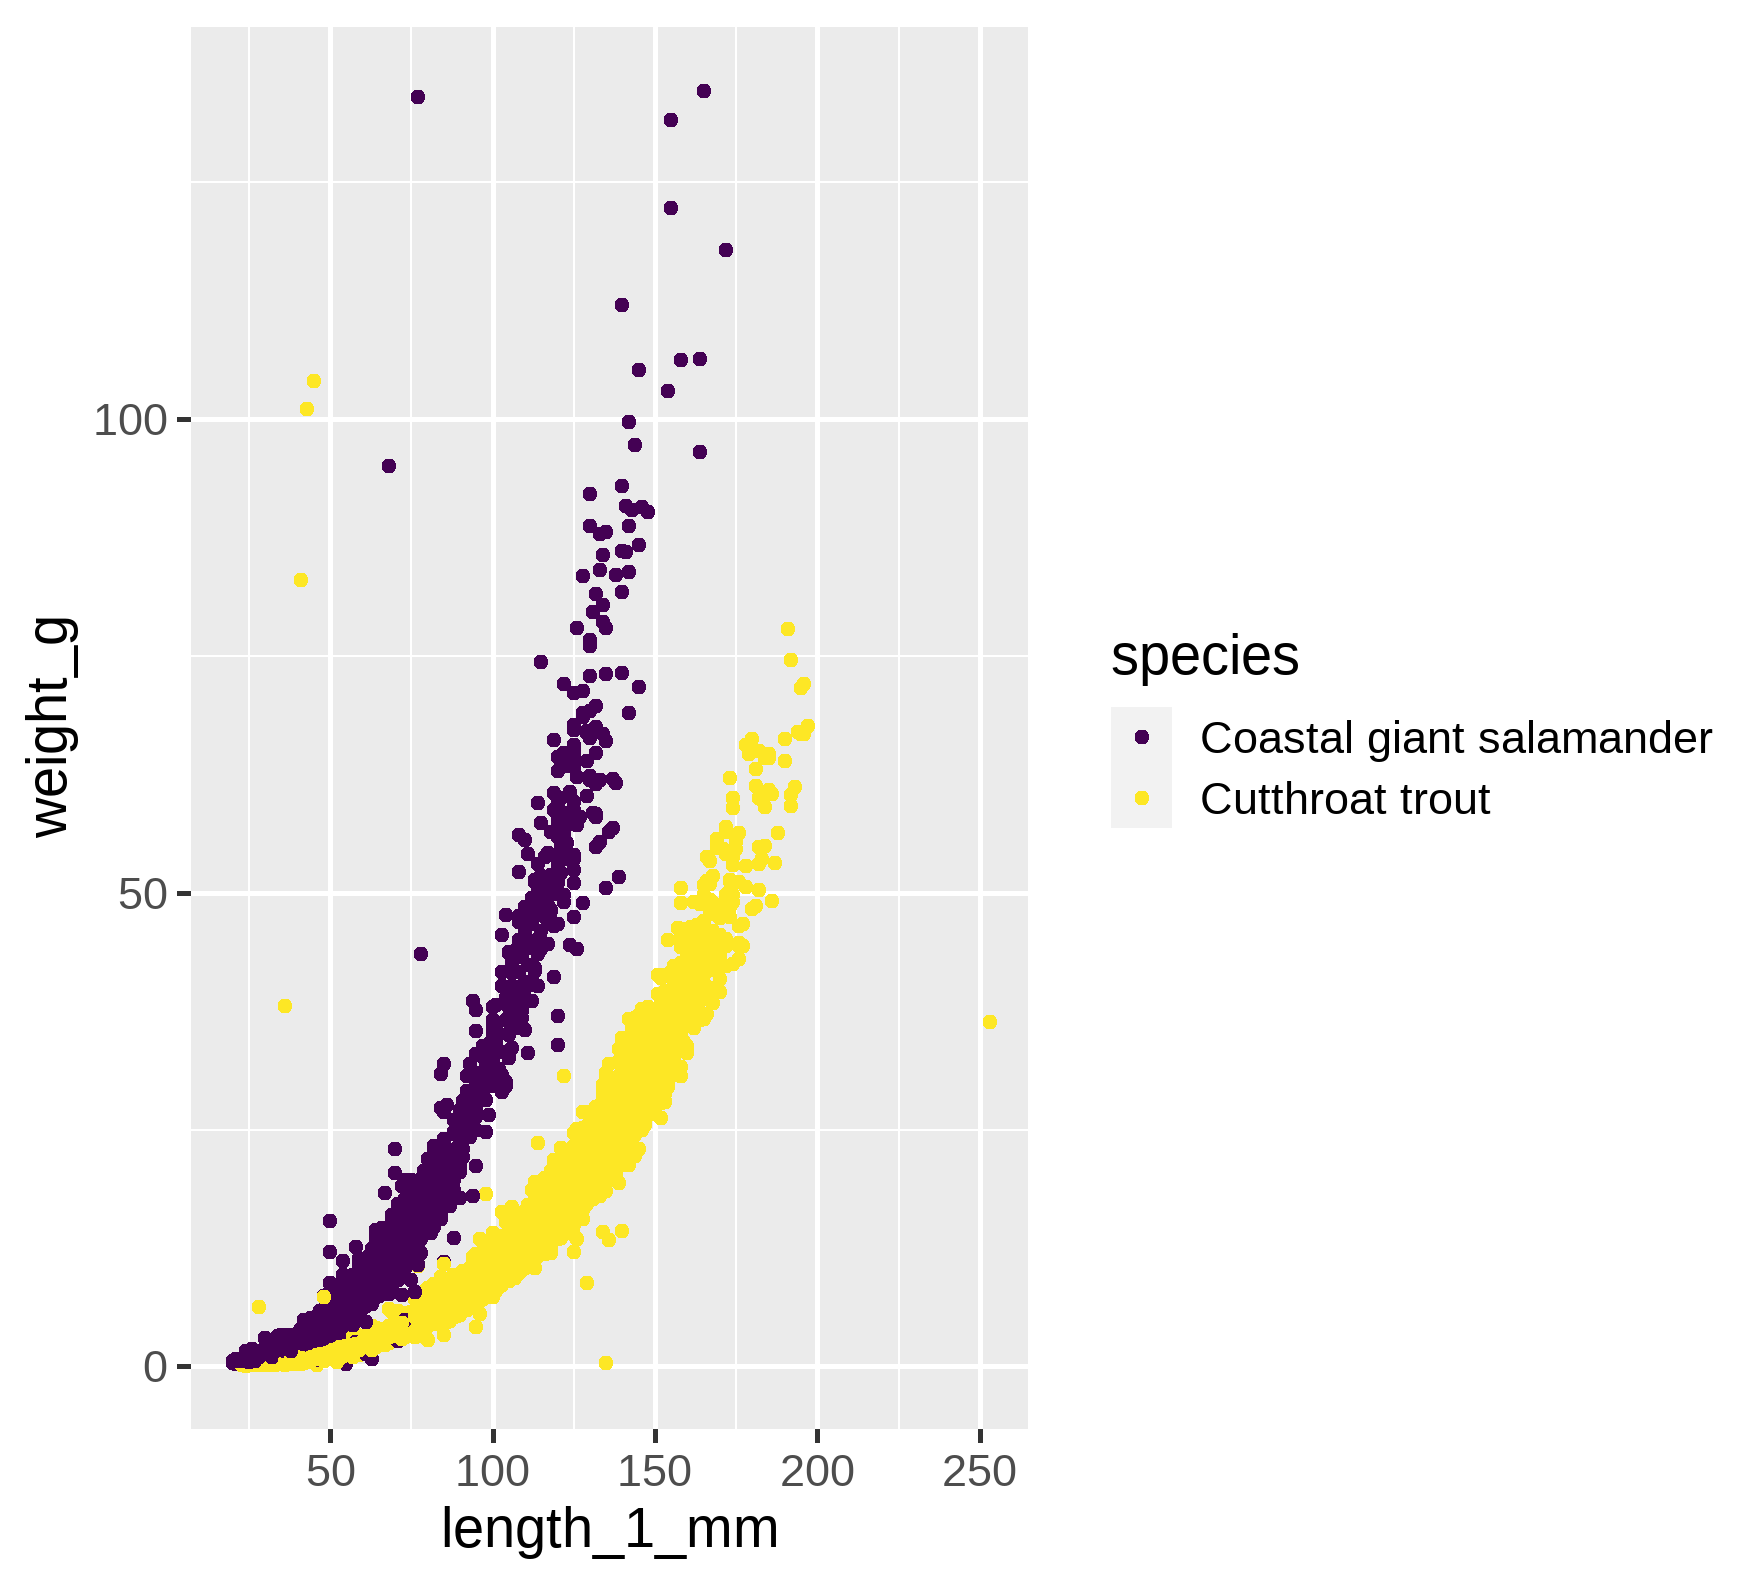 100
50
0
weight_g
50 100 150 200 250
length_1_mm
species
Coastal giant salamander
Cutthroat trout